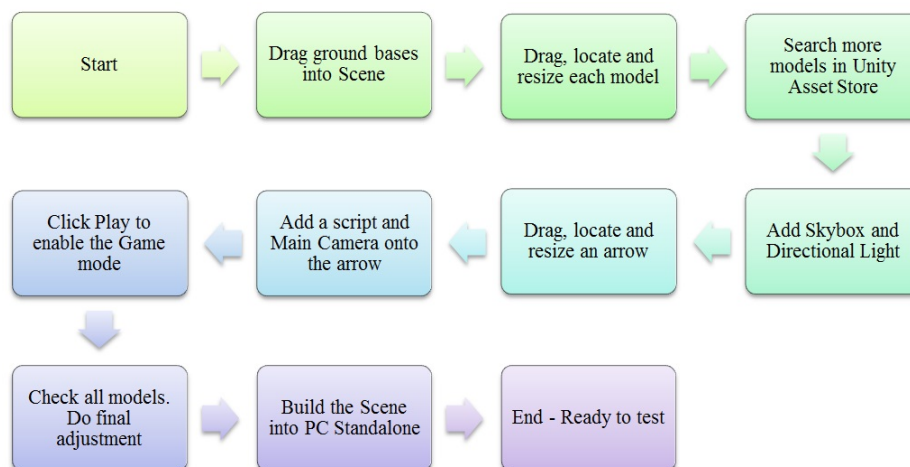 Start
Drag ground bases
into Scene
Drag, locate and
resize each model
Search more
models in Unity
Asset Store
Add Skybox and
Directional Light
Drag, locate and
resize an arrow
Add a script and
Main Camera onto
the arrow
Click Play to
enable the Game
mode
Check all models.
Do final
adjustment
Build the Scene
into PC Standalone
End - Ready to test